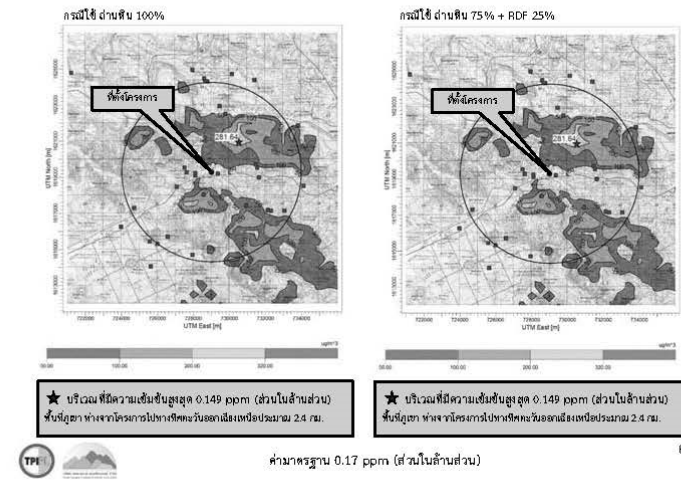 กรณีใช้ ถ่านหิน 100%
กรณีใช้ ถ่านหิน 75% + RDF 25%
ที่ตั้งโครงการ
ที่ตั้งโครงการ
281.64
281.64
UTM North [m]
UTM North [m]
722000 724000 726000 728000 730000 732000 734000
722000 724000 726000 728000 730000 732000 734000
UTM East [m]
UTM East [m]
ug/m^3
ug/m^3
100.00 200.00 320.00
100.00 200.00 320.00
★ บริเวณที่มีความเข้มข้นสูงสุด 0.149 ppm (ส่วนในล้านส่วน)
พื้นที่ภูเขา ห่างจากโครงการไปทางทิศตะวันออกเฉียงเหนือประมาณ 2.4 กม.
★ บริเวณที่มีความเข้มข้นสูงสุด 0.149 ppm (ส่วนในล้านส่วน)
พื้นที่ภูเขา ห่างจากโครงการไปทางทิศตะวันออกเฉียงเหนือประมาณ 2.4 กม.
TPI
ค่ามาตรฐาน 0.17 ppm (ส่วนในล้านส่วน)